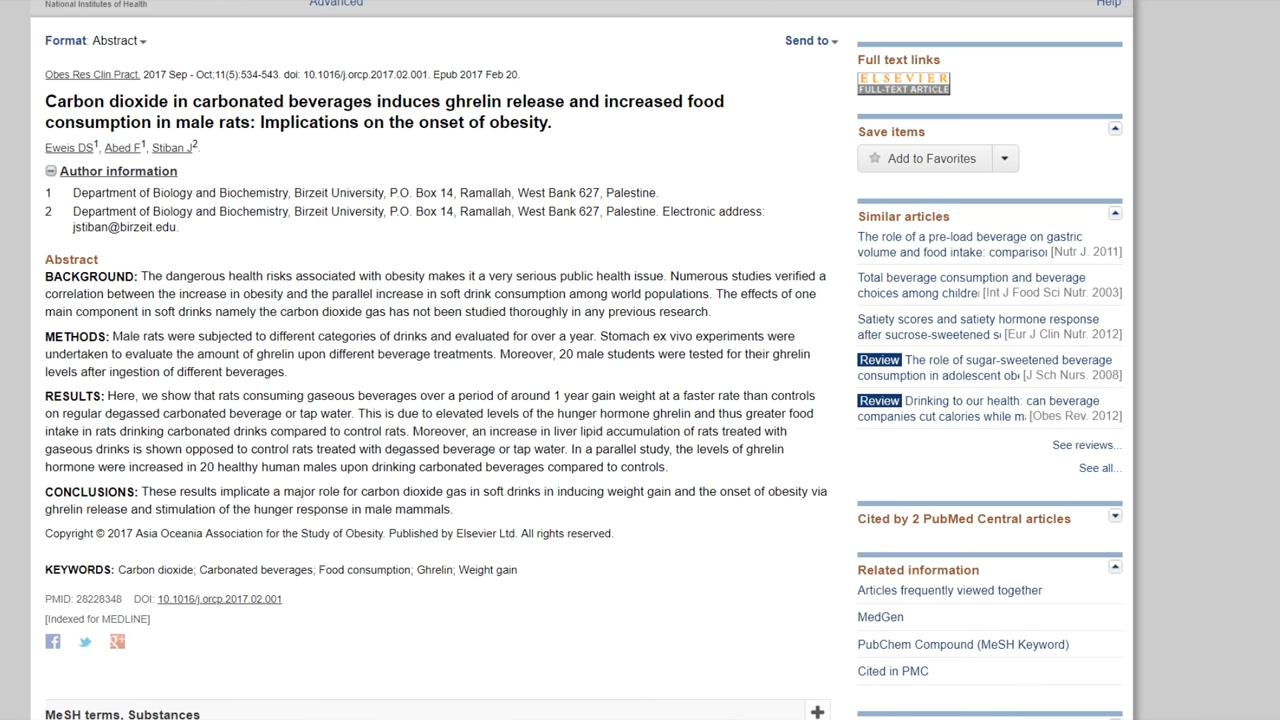 National Institutes of Health
Advanced
Help
Format: Abstract
Send to
Obes Res Clin Pract. 2017 Sep - Oct;11(5):534-543. doi: 10.1016/j.orcp.2017.02.001. Epub 2017 Feb 20.
Carbon dioxide in carbonated beverages induces ghrelin release and increased food
consumption in male rats: Implications on the onset of obesity.
Eweis DS1, Abed F1, Stiban J2.
Author information
1 Department of Biology and Biochemistry, Birzeit University, P.O. Box 14, Ramallah, West Bank 627, Palestine.
2 Department of Biology and Biochemistry, Birzeit University, P.O. Box 14, Ramallah, West Bank 627, Palestine. Electronic address:
jstiban@birzeit.edu.
Abstract
BACKGROUND: The dangerous health risks associated with obesity makes it a very serious public health issue. Numerous studies verified a
correlation between the increase in obesity and the parallel increase in soft drink consumption among world populations. The effects of one
main component in soft drinks namely the carbon dioxide gas has not been studied thoroughly in any previous research.
METHODS: Male rats were subjected to different categories of drinks and evaluated for over a year. Stomach ex vivo experiments were
undertaken to evaluate the amount of ghrelin upon different beverage treatments. Moreover, 20 male students were tested for their ghrelin
levels after ingestion of different beverages.
RESULTS: Here, we show that rats consuming gaseous beverages over a period of around 1 year gain weight at a faster rate than controls
on regular degassed carbonated beverage or tap water. This is due to elevated levels of the hunger hormone ghrelin and thus greater food
intake in rats drinking carbonated drinks compared to control rats. Moreover, an increase in liver lipid accumulation of rats treated with
gaseous drinks is shown opposed to control rats treated with degassed beverage or tap water. In a parallel study, the levels of ghrelin
hormone were increased in 20 healthy human males upon drinking carbonated beverages compared to controls.
CONCLUSIONS: These results implicate a major role for carbon dioxide gas in soft drinks in inducing weight gain and the onset of obesity via
ghrelin release and stimulation of the hunger response in male mammals.
Copyright © 2017 Asia Oceania Association for the Study of Obesity. Published by Elsevier Ltd. All rights reserved.
KEYWORDS: Carbon dioxide; Carbonated beverages; Food consumption; Ghrelin; Weight gain
PMID: 28228348 DOI: 10.1016/j.orcp.2017.02.001
[Indexed for MEDLINE]
MeSH terms, Substances
Full text links
ELSEVIER
FULL-TEXT ARTICLE
Save items
Add to Favorites
Similar articles
The role of a pre-load beverage on gastric
volume and food intake: comparison [Nutr J. 2011]
Total beverage consumption and beverage
choices among childre [Int J Food Sci Nutr. 2003]
Satiety scores and satiety hormone response
after sucrose-sweetened s [Eur J Clin Nutr. 2012]
Review The role of sugar-sweetened beverage
consumption in adolescent ob [J Sch Nurs. 2008]
Review Drinking to our health: can beverage
companies cut calories while m [Obes Rev. 2012]
See reviews...
See all...
Cited by 2 PubMed Central articles
Related information
Articles frequently viewed together
MedGen
PubChem Compound (MeSH Keyword)
Cited in PMC